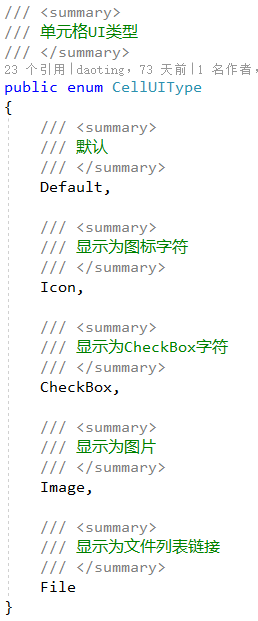 /// <summary>
/// 单元格UI类型
/// </summary>
23 个引用|daoting，73 天前|1 名作者，
public enum CellUIType
{
/// <summary>
/// 默认
/// </summary>
Default,
/// <summary>
/// 显示为图标字符
/// </summary>
Icon,
/// <summary>
/// 显示为CheckBox字符
/// </summary>
CheckBox,
/// <summary>
/// 显示为图片
/// </summary>
Image,
/// <summary>
/// 显示为文件列表链接
/// </summary>
File
}